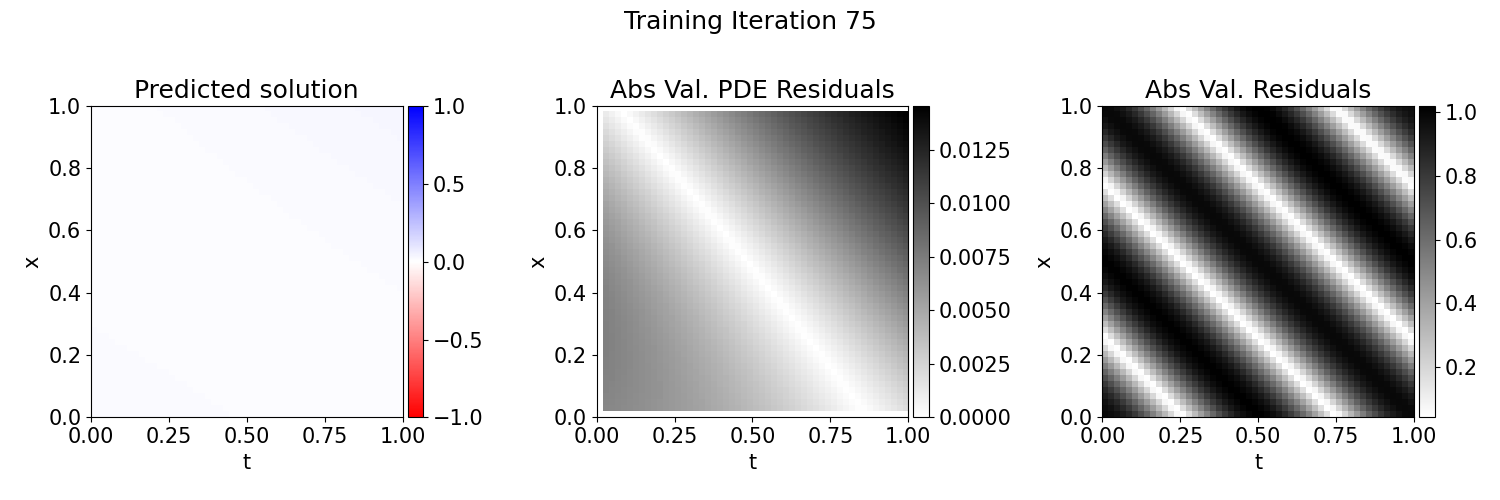 Training Iteration 75
Predicted solution
1.0
0.8
0.6
0.4
0.2
0.0
x
0.00 0.25 0.50 0.75 1.00
t
1.0
0.5
0.0
−0.5
−1.0
Abs Val. PDE Residuals
1.0
0.8
0.6
0.4
0.2
0.0
x
0.00 0.25 0.50 0.75 1.00
t
0.0125
0.0100
0.0075
0.0050
0.0025
0.0000
Abs Val. Residuals
1.0
0.8
0.6
0.4
0.2
0.0
x
0.00 0.25 0.50 0.75 1.00
t
1.0
0.8
0.6
0.4
0.2